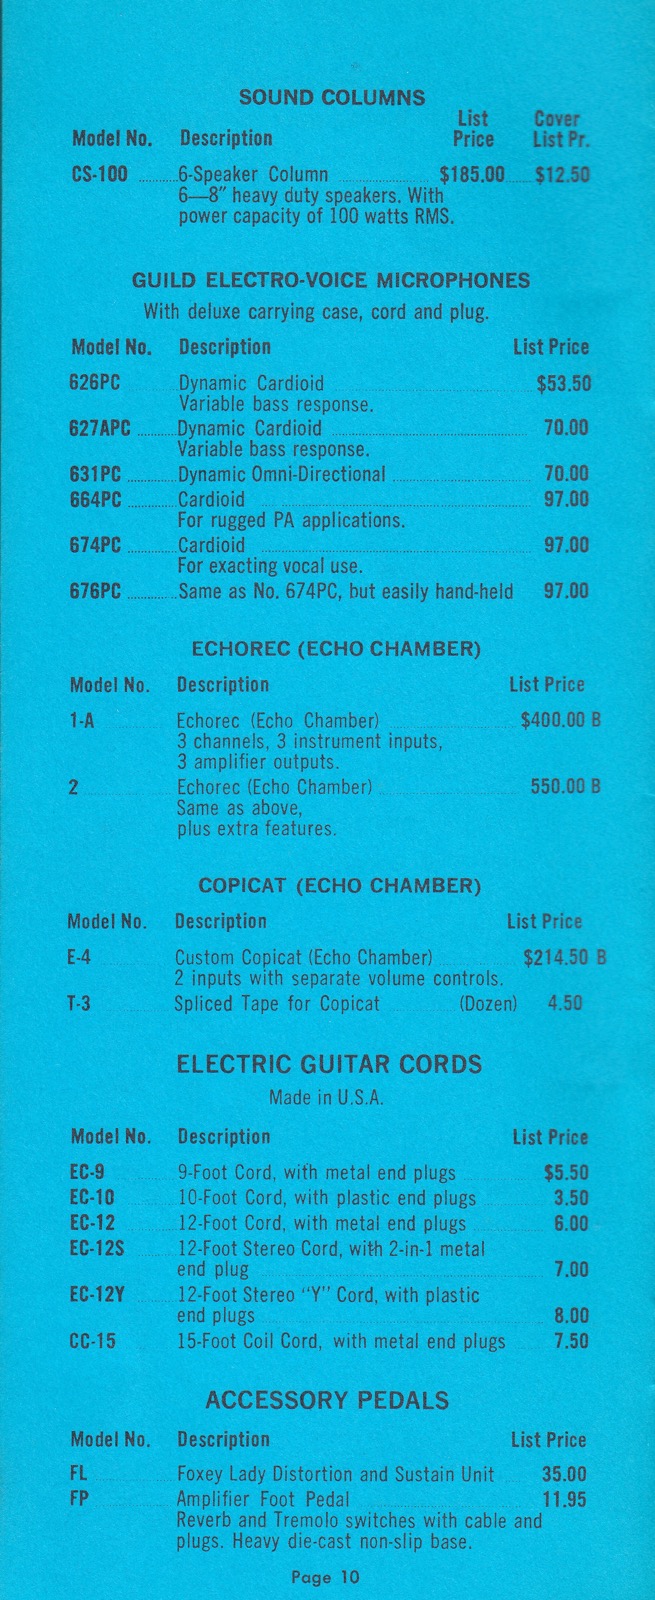 SOUND COLUMNS
List Cover
Model No. Description Price List Pr.
CS-100 6-Speaker Column $185.00 $12.50
6—8″ heavy duty speakers. With
power capacity of 100 watts RMS.
GUILD ELECTRO-VOICE MICROPHONES
With deluxe carrying case, cord and plug.
Model No. Description List Price
626PC Dynamic Cardioid $53.50
Variable bass response.
627APC Dynamic Cardioid 70.00
Variable bass response.
631PC Dynamic Omni-Directional 70.00
664PC Cardioid 97.00
For rugged PA applications.
674PC Cardioid 97.00
For exacting vocal use.
676PC Same as No. 674PC, but easily hand-held 97.00
ECHOREC (ECHO CHAMBER)
Model No. Description List Price
1-A Echorec (Echo Chamber) $400.00 B
3 channels, 3 instrument inputs,
3 amplifier outputs.
2 Echorec (Echo Chamber) 550.00 B
Same as above,
plus extra features.
COPICAT (ECHO CHAMBER)
Model No. Description List Price
E-4 Custom Copicat (Echo Chamber) $214.50 B
2 inputs with separate volume controls.
T-3 Spliced Tape for Copicat (Dozen) 4.50
ELECTRIC GUITAR CORDS
Made in U.S.A.
Model No. Description List Price
EC-9 9-Foot Cord, with metal end plugs $5.50
EC-10 10-Foot Cord, with plastic end plugs 3.50
EC-12 12-Foot Cord, with metal end plugs 6.00
EC-12S 12-Foot Stereo Cord, with 2-in-1 metal
end plug 7.00
EC-12Y 12-Foot Stereo "Y" Cord, with plastic
end plugs 8.00
CC-15 15-Foot Coil Cord, with metal end plugs 7.50
ACCESSORY PEDALS
Model No. Description List Price
FL Foxey Lady Distortion and Sustain Unit 35.00
FP Amplifier Foot Pedal 11.95
Reverb and Tremolo switches with cable and
plugs. Heavy die-cast non-slip base.
Page 10